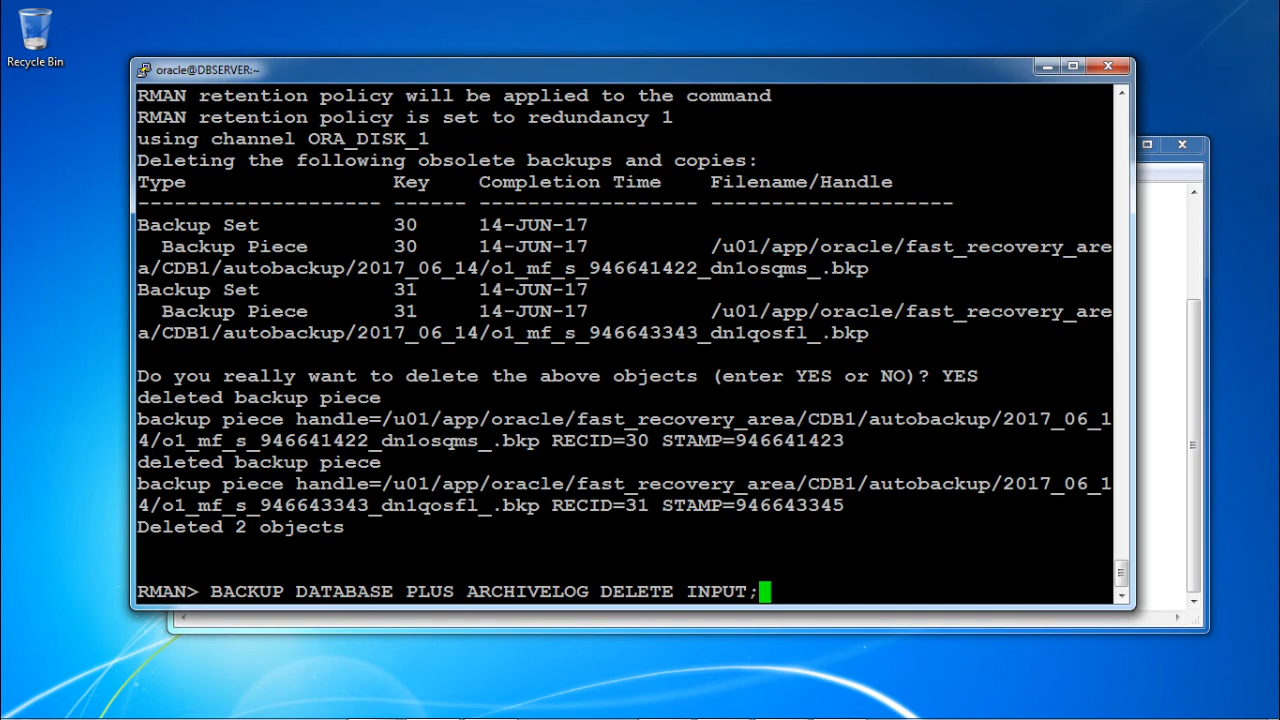 Recycle Bin
oracle@DBSERVER:~
RMAN retention policy will be applied to the command
RMAN retention policy is set to redundancy 1
using channel ORA_DISK_1
Deleting the following obsolete backups and copies:
Type                 Key    Completion Time    Filename/Handle
-------------------- ------ ------------------ --------------------
Backup Set           30     14-JUN-17
  Backup Piece       30     14-JUN-17          /u01/app/oracle/fast_recovery_are
a/CDB1/autobackup/2017_06_14/o1_mf_s_946641422_dn1osqms_.bkp
Backup Set           31     14-JUN-17
  Backup Piece       31     14-JUN-17          /u01/app/oracle/fast_recovery_are
a/CDB1/autobackup/2017_06_14/o1_mf_s_946643343_dn1qosfl_.bkp
Do you really want to delete the above objects (enter YES or NO)? YES
deleted backup piece
backup piece handle=/u01/app/oracle/fast_recovery_area/CDB1/autobackup/2017_06_1
4/o1_mf_s_946641422_dn1osqms_.bkp RECID=30 STAMP=946641423
deleted backup piece
backup piece handle=/u01/app/oracle/fast_recovery_area/CDB1/autobackup/2017_06_1
4/o1_mf_s_946643343_dn1qosfl_.bkp RECID=31 STAMP=946643345
Deleted 2 objects
RMAN> BACKUP DATABASE PLUS ARCHIVELOG DELETE INPUT;